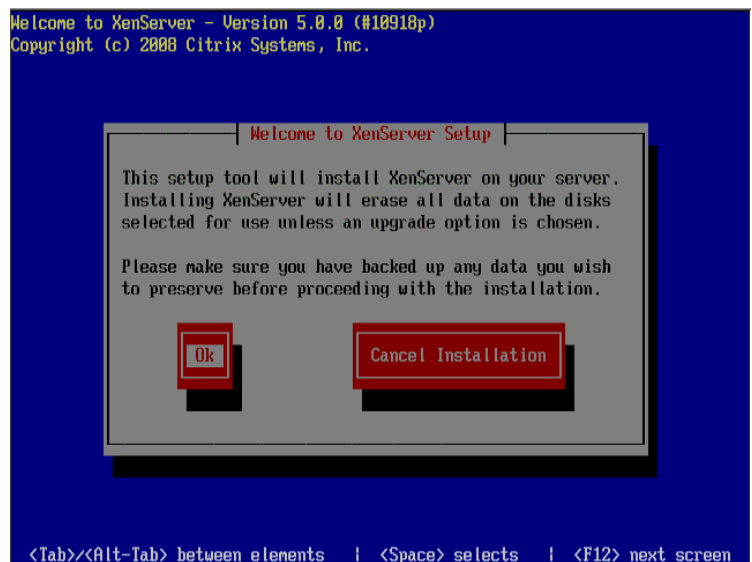 Welcome to XenServer - Version 5.0.0 (#10918p)
Copyright (c) 2008 Citrix Systems, Inc.
Welcome to XenServer Setup
This setup tool will install XenServer on your server.
Installing XenServer will erase all data on the disks
selected for use unless an upgrade option is chosen.
Please make sure you have backed up any data you wish
to preserve before proceeding with the installation.
Ok Cancel Installation
<Tab>/<Alt-Tab> between elements | <Space> selects | <F12> next screen